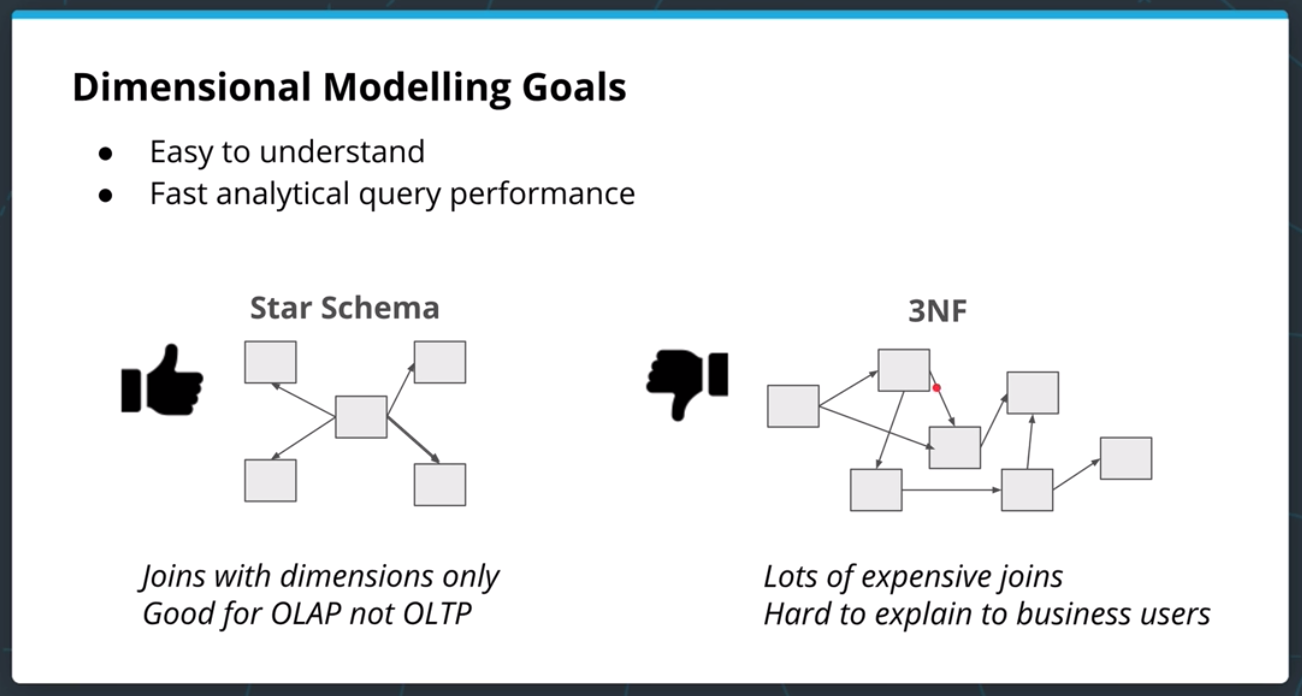 Dimensional Modelling Goals
● Easy to understand
● Fast analytical query performance
Star Schema
Joins with dimensions only
Good for OLAP not OLTP
3NF
Lots of expensive joins
Hard to explain to business users